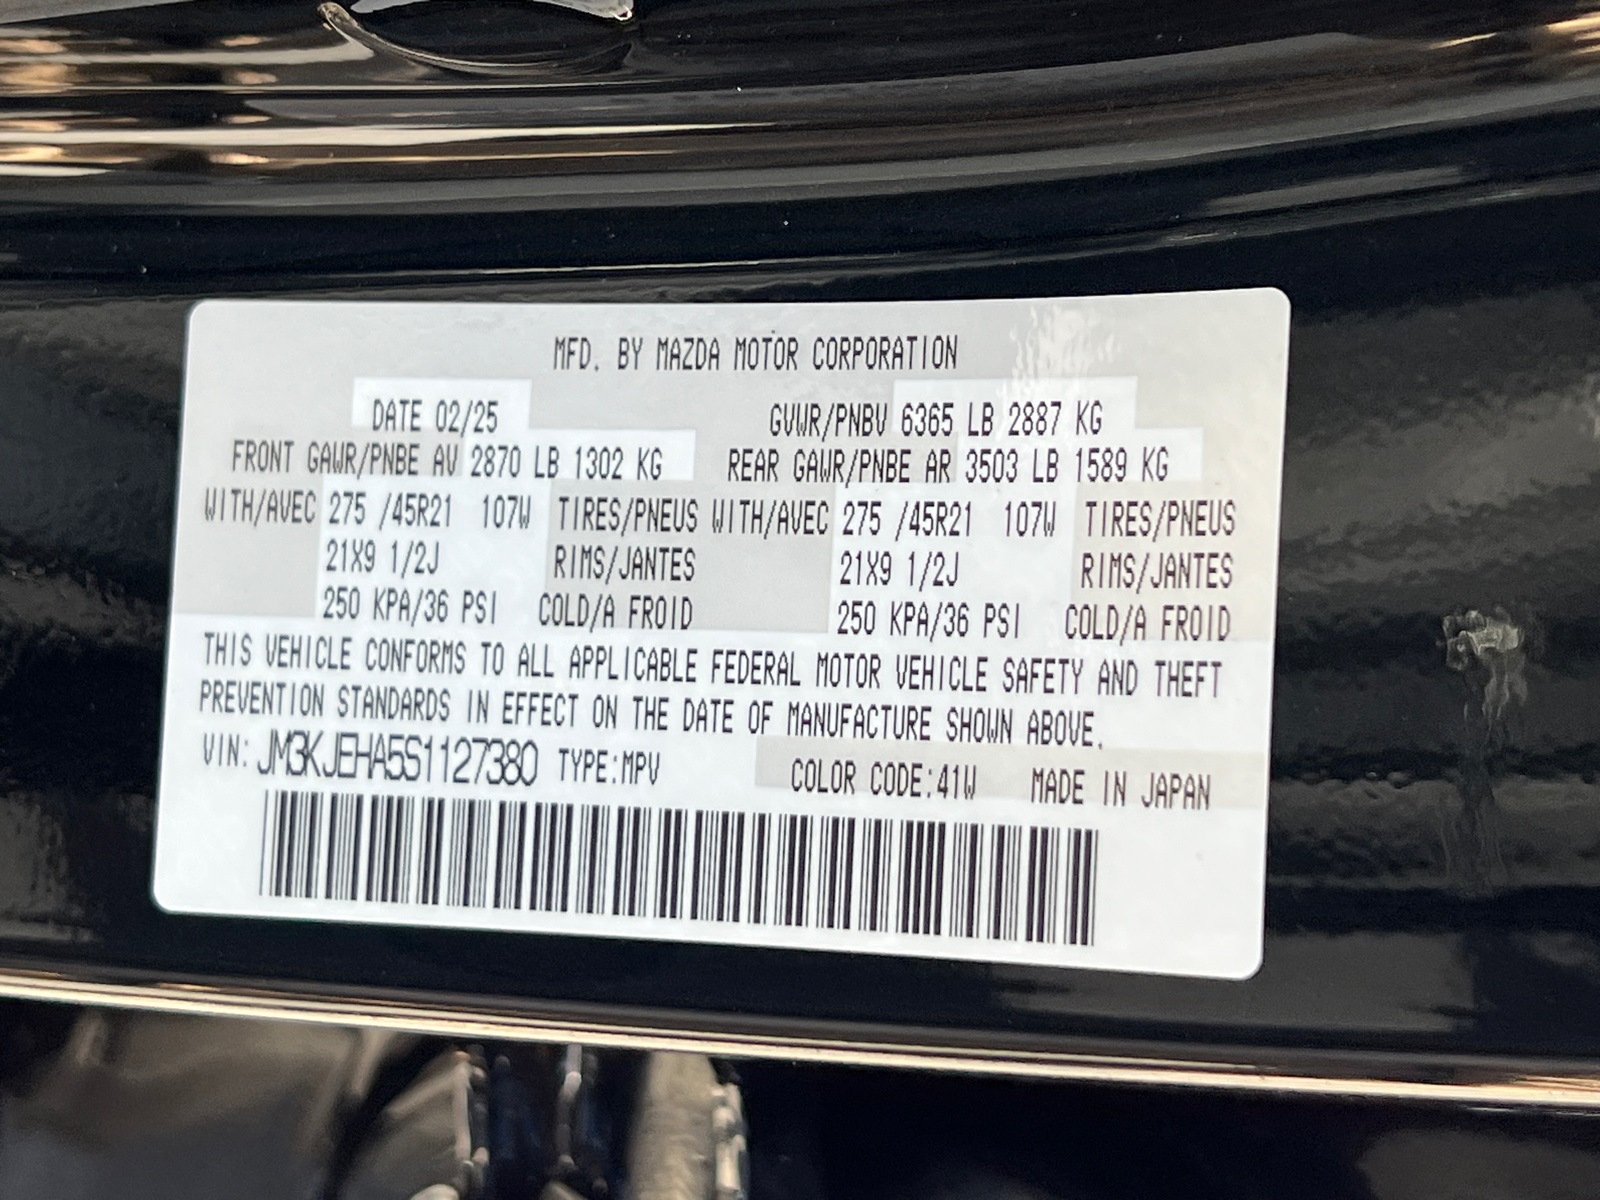 MFD. BY MAZDA MOTOR CORPORATION
DATE 02/25 GVWR/PNBV 6365 LB 2887 KG
FRONT GAWR/PNBE AV 2870 LB 1302 KG REAR GAWR/PNBE AR 3503 LB 1589 KG
WITH/AVEC 275 /45R21 107W TIRES/PNEUS WITH/AVEC 275 /45R21 107W TIRES/PNEUS
21X9 1/2J RIMS/JANTES 21X9 1/2J RIMS/JANTES
250 KPA/36 PSI COLD/A FROID 250 KPA/36 PSI COLD/A FROID
THIS VEHICLE CONFORMS TO ALL APPLICABLE FEDERAL MOTOR VEHICLE SAFETY AND THEFT
PREVENTION STANDARDS IN EFFECT ON THE DATE OF MANUFACTURE SHOWN ABOVE.
VIN: JM3KJEHA5S1127380 TYPE:MPV COLOR CODE:41W MADE IN JAPAN